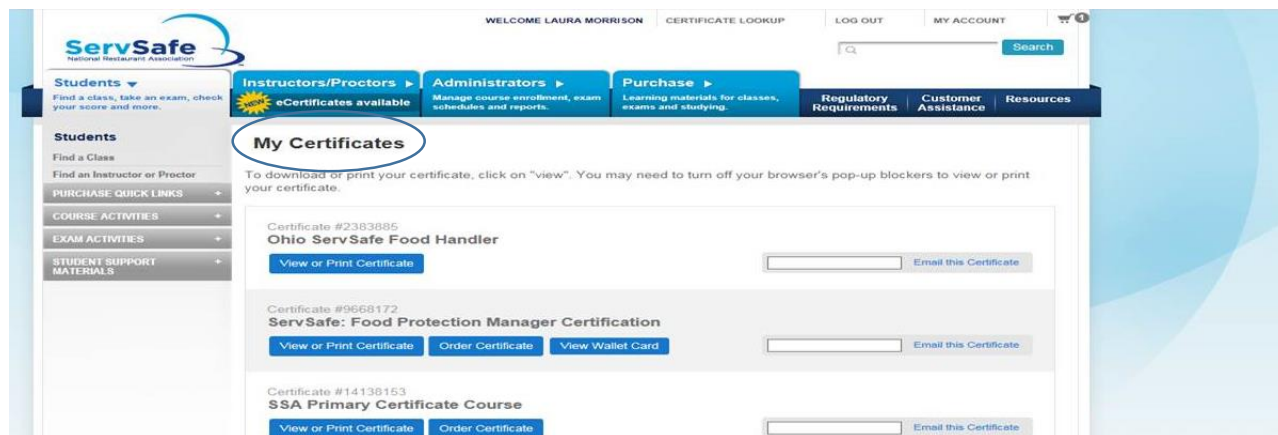 WELCOME LAURA MORRISON CERTIFICATE LOOKUP LOG OUT MY ACCOUNT 1
ServSafe
National Restaurant Association
Search
Students
Find a class, take an exam, check
your score and more.
Instructors/Proctors
NEW eCertificates available
Administrators
Manage course enrollment, exam
schedules and reports.
Purchase
Learning materials for classes,
exams and studying.
Regulatory
Requirements
Customer
Assistance
Resources
Students
Find a Class
Find an Instructor or Proctor
PURCHASE QUICK LINKS +
COURSE ACTIVITIES +
EXAM ACTIVITIES +
STUDENT SUPPORT +
MATERIALS
My Certificates
To download or print your certificate, click on "view". You may need to turn off your browser's pop-up blockers to view or print
your certificate.
Certificate #2383885
Ohio ServSafe Food Handler
View or Print Certificate Email this Certificate
Certificate #9668172
ServSafe: Food Protection Manager Certification
View or Print Certificate Order Certificate View Wallet Card Email this Certificate
Certificate #14138153
SSA Primary Certificate Course
View or Print Certificate Order Certificate Email this Certificate